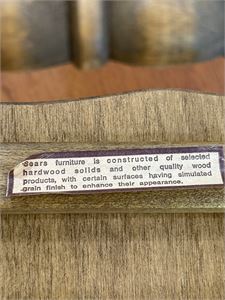 Sears furniture is constructed of selected
hardwood solids and other quality wood
products, with certain surfaces having simulated
grain finish to enhance their appearance.